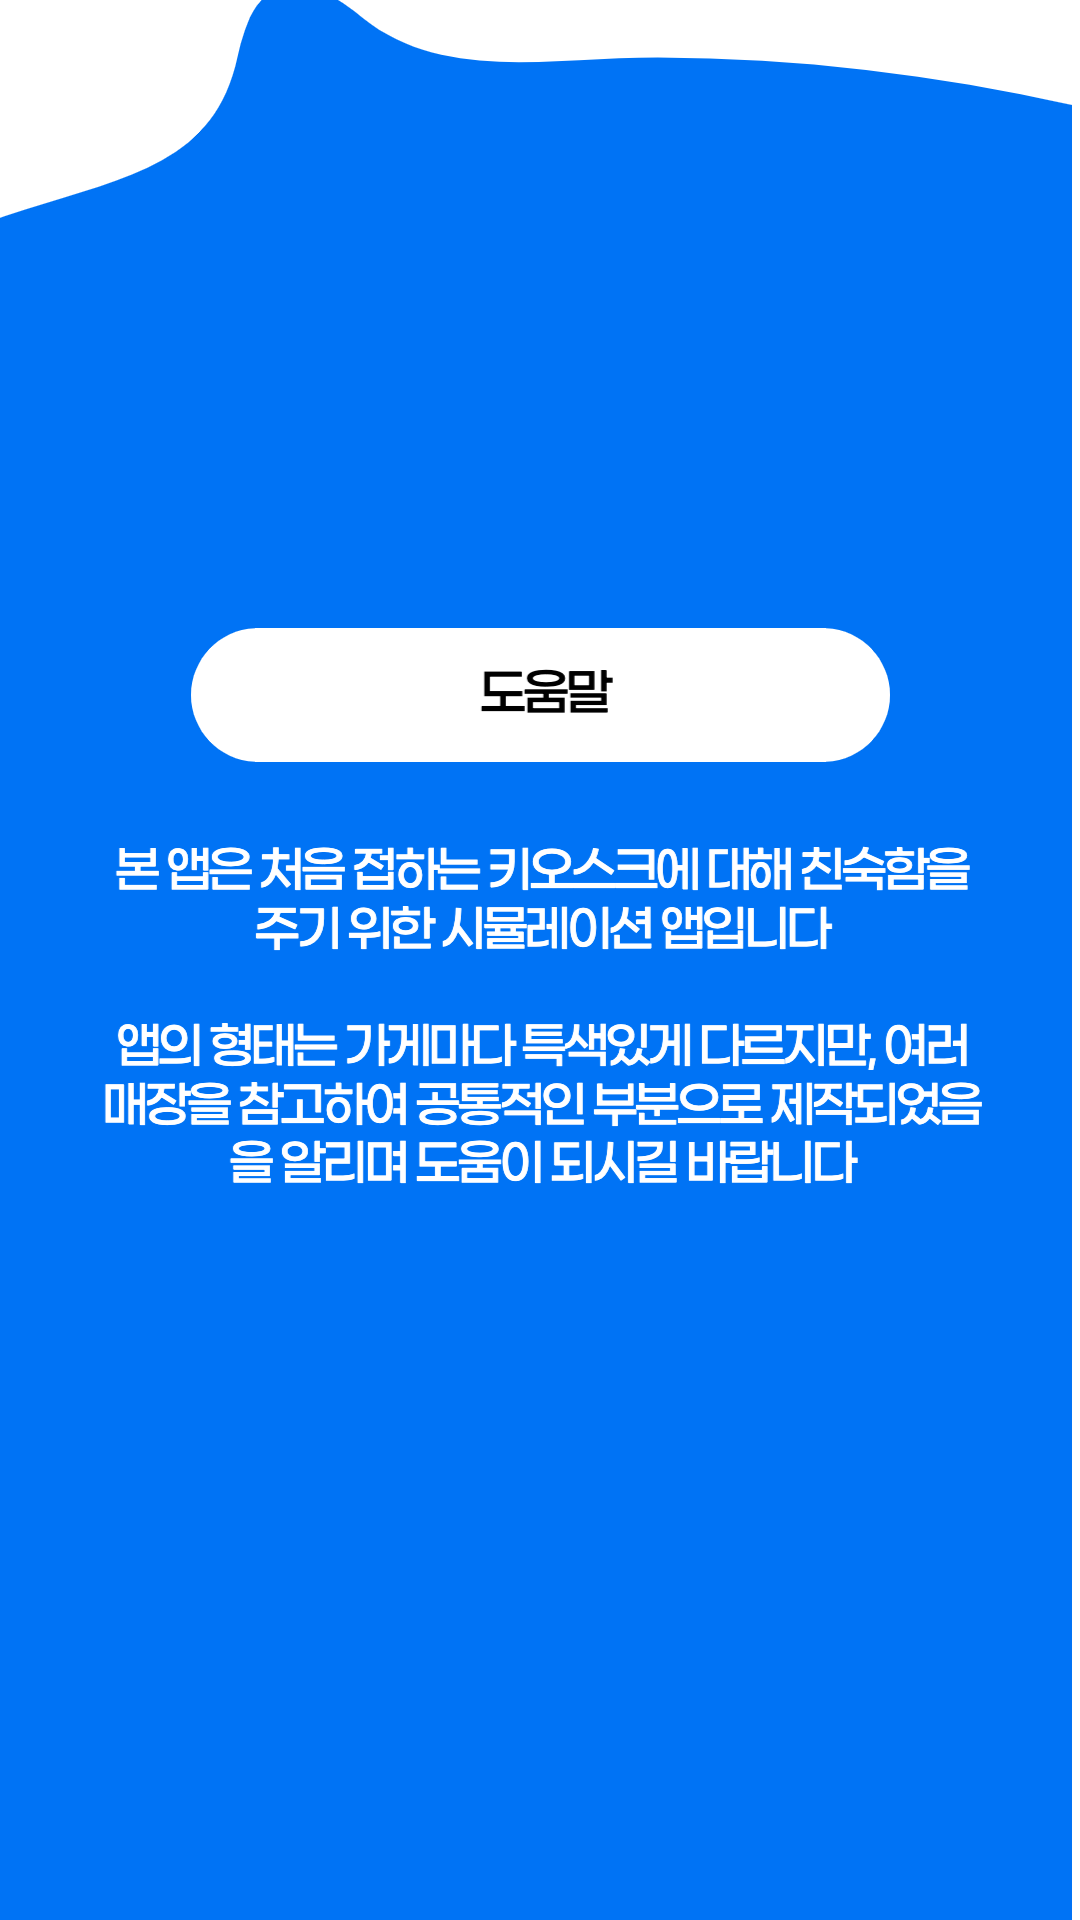 도움말
본 앱은 처음 접하는 키오스크에 대해 친숙함을
주기 위한 시뮬레이션 앱입니다
앱의 형태는 가게마다 특색있게 다르지만, 여러
매장을 참고하여 공통적인 부분으로 제작되었음
을 알리며 도움이 되시길 바랍니다